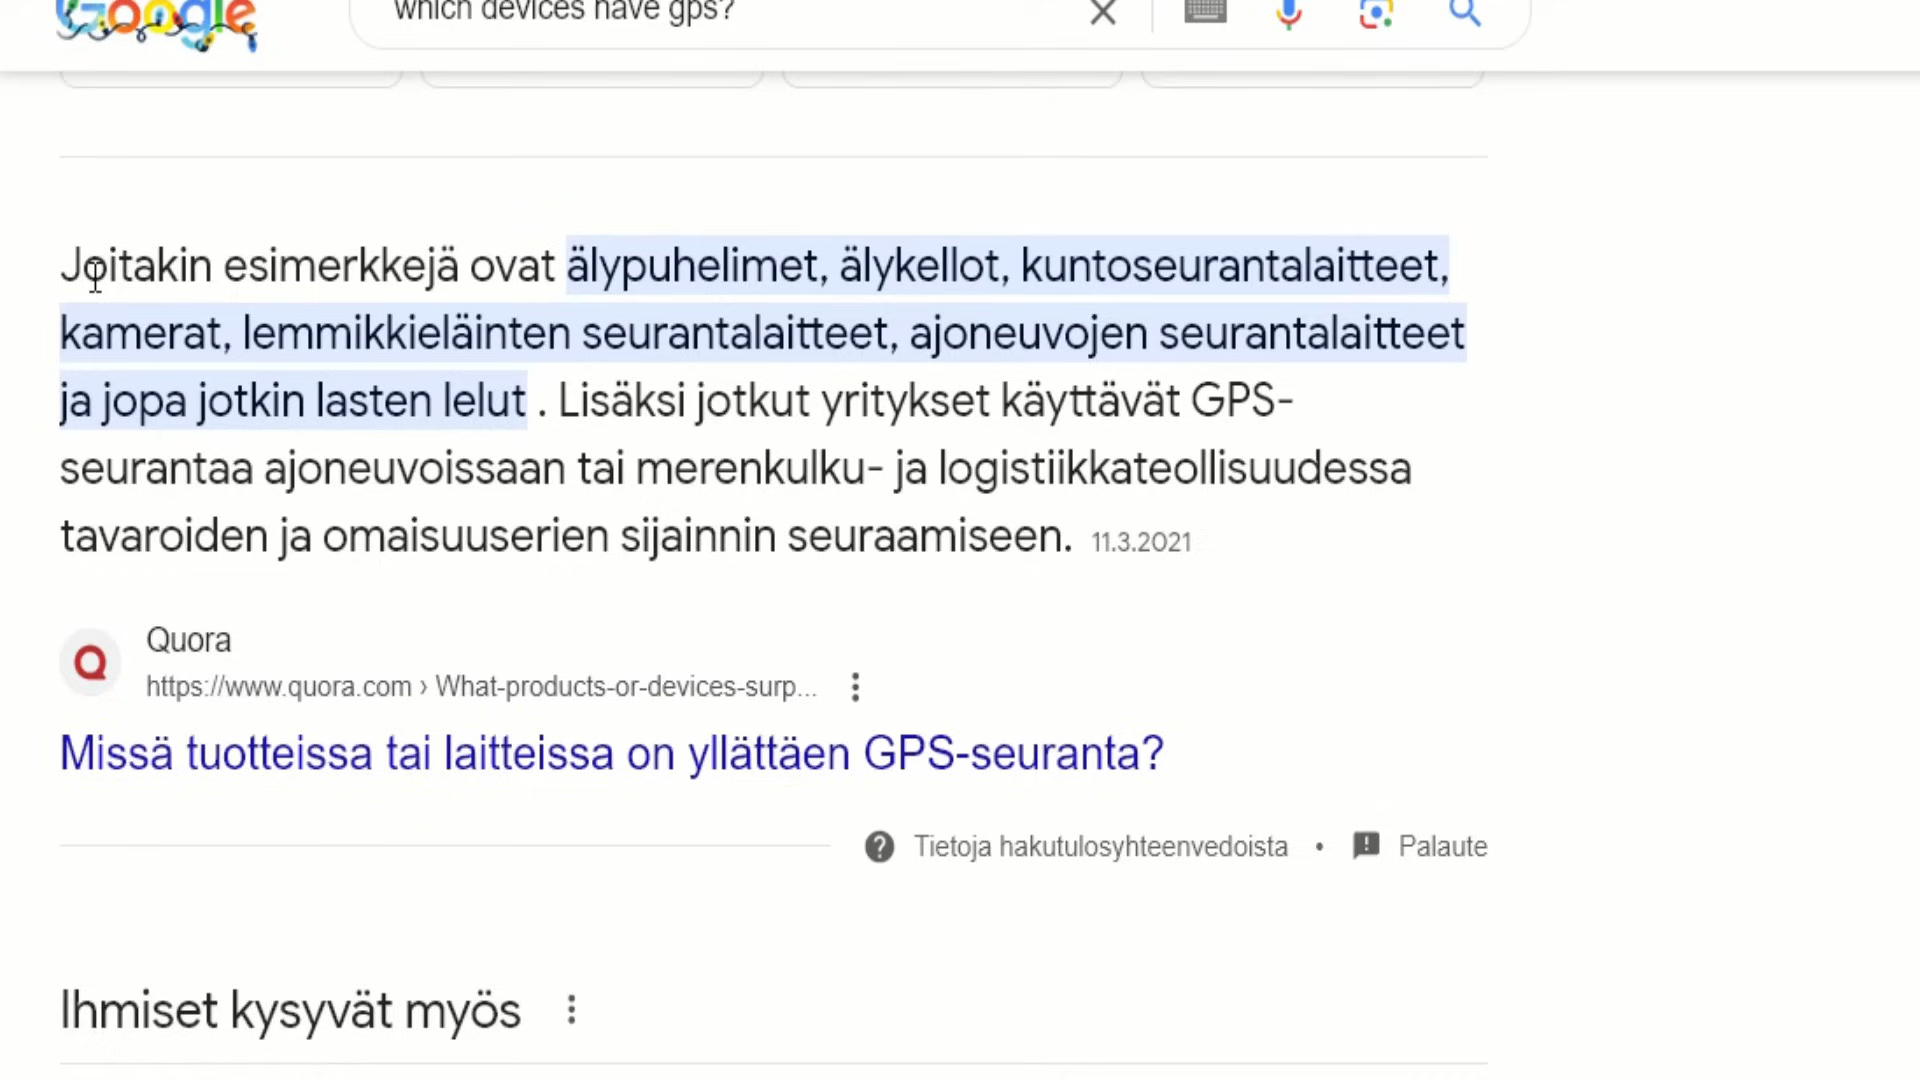 Google
which devices have gps?
Joitakin esimerkkejä ovat älypuhelimet, älykellot, kuntoseurantalaitteet,
kamerat, lemmikkieläinten seurantalaitteet, ajoneuvojen seurantalaitteet
ja jopa jotkin lasten lelut . Lisäksi jotkut yritykset käyttävät GPS-
seurantaa ajoneuvoissaan tai merenkulku- ja logistiikkateollisuudessa
tavaroiden ja omaisuuserien sijainnin seuraamiseen. 11.3.2021
Quora
https://www.quora.com › What-products-or-devices-surp...
Missä tuotteissa tai laitteissa on yllättäen GPS-seuranta?
Tietoja hakutulosyhteenvedoista • Palaute
Ihmiset kysyvät myös